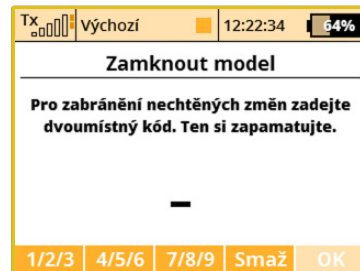 Tx Výchozí 12:22:34 64%
Zamknout model
Pro zabránění nechtěných změn zadejte
dvoumístný kód. Ten si zapamatujte.
_
1/2/3 4/5/6 7/8/9 Smaž OK